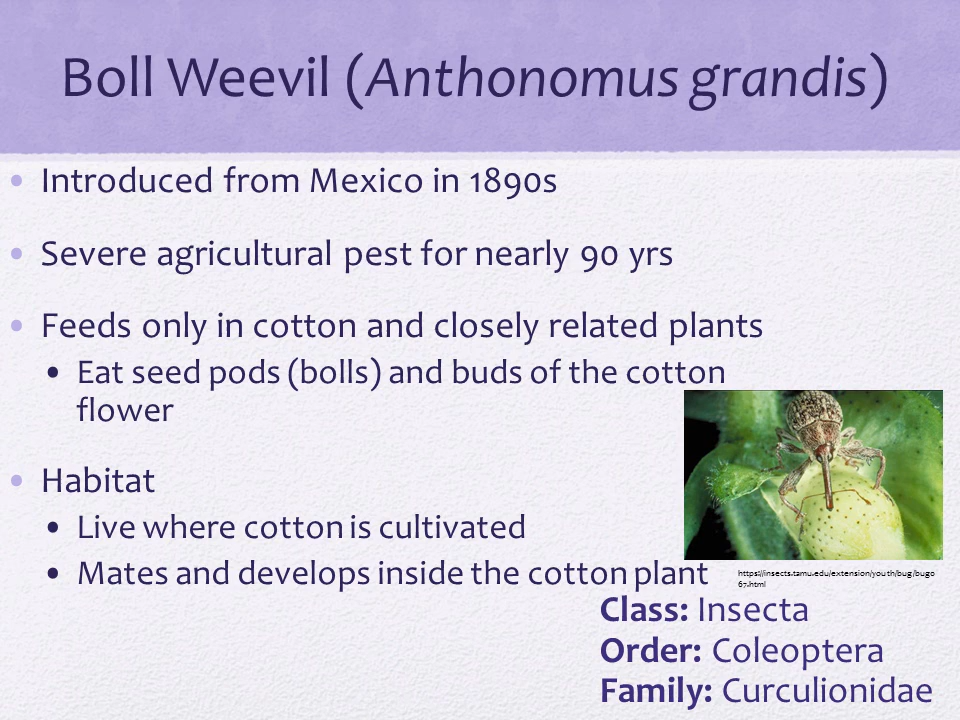 Boll Weevil (Anthonomus grandis)
• Introduced from Mexico in 1890s
• Severe agricultural pest for nearly 90 yrs
• Feeds only in cotton and closely related plants
• Eat seed pods (bolls) and buds of the cotton
flower
• Habitat
• Live where cotton is cultivated
• Mates and develops inside the cotton plant
https://insects.tamu.edu/extension/youth/bug/bug0
67.html
Class: Insecta
Order: Coleoptera
Family: Curculionidae